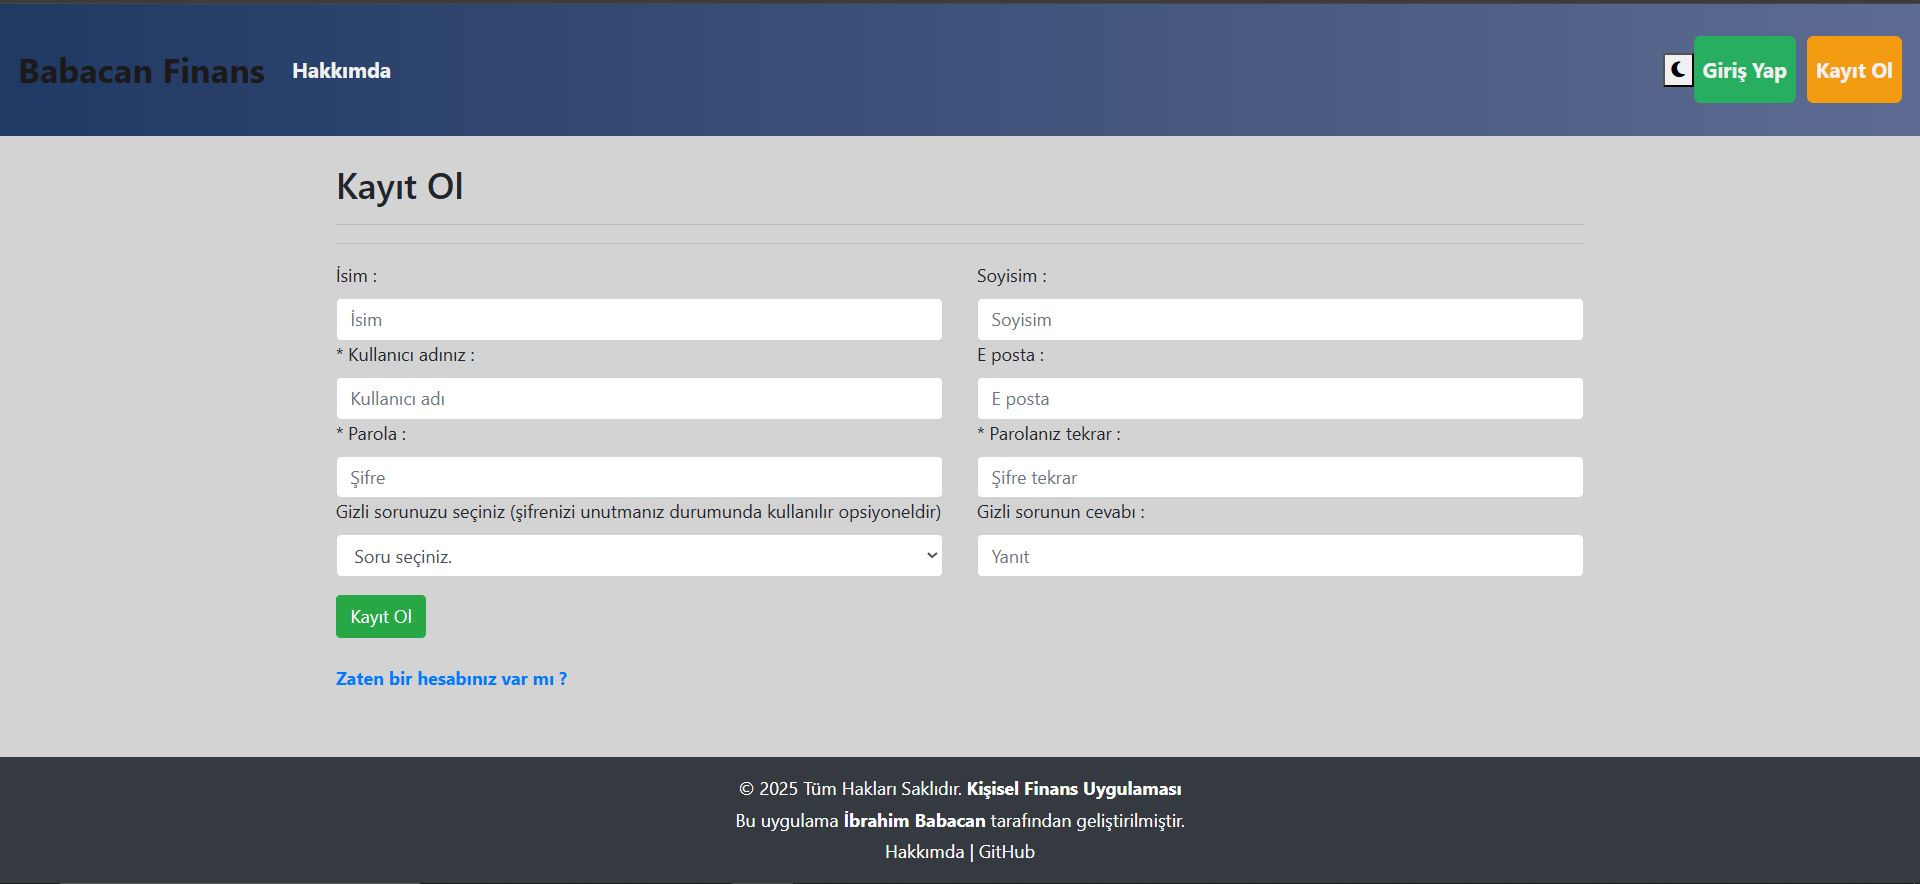 Babacan Finans Hakkımda Giriş Yap Kayıt Ol
Kayıt Ol
İsim : Soyisim :
İsim Soyisim
* Kullanıcı adınız : E posta :
Kullanıcı adı E posta
* Parola : * Parolanız tekrar :
Şifre Şifre tekrar
Gizli sorunuzu seçiniz (şifrenizi unutmanız durumunda kullanılır opsiyoneldir) Gizli sorunun cevabı :
Soru seçiniz. Yanıt
Kayıt Ol
Zaten bir hesabınız var mı ?
© 2025 Tüm Hakları Saklıdır. Kişisel Finans Uygulaması
Bu uygulama İbrahim Babacan tarafından geliştirilmiştir.
Hakkımda | GitHub